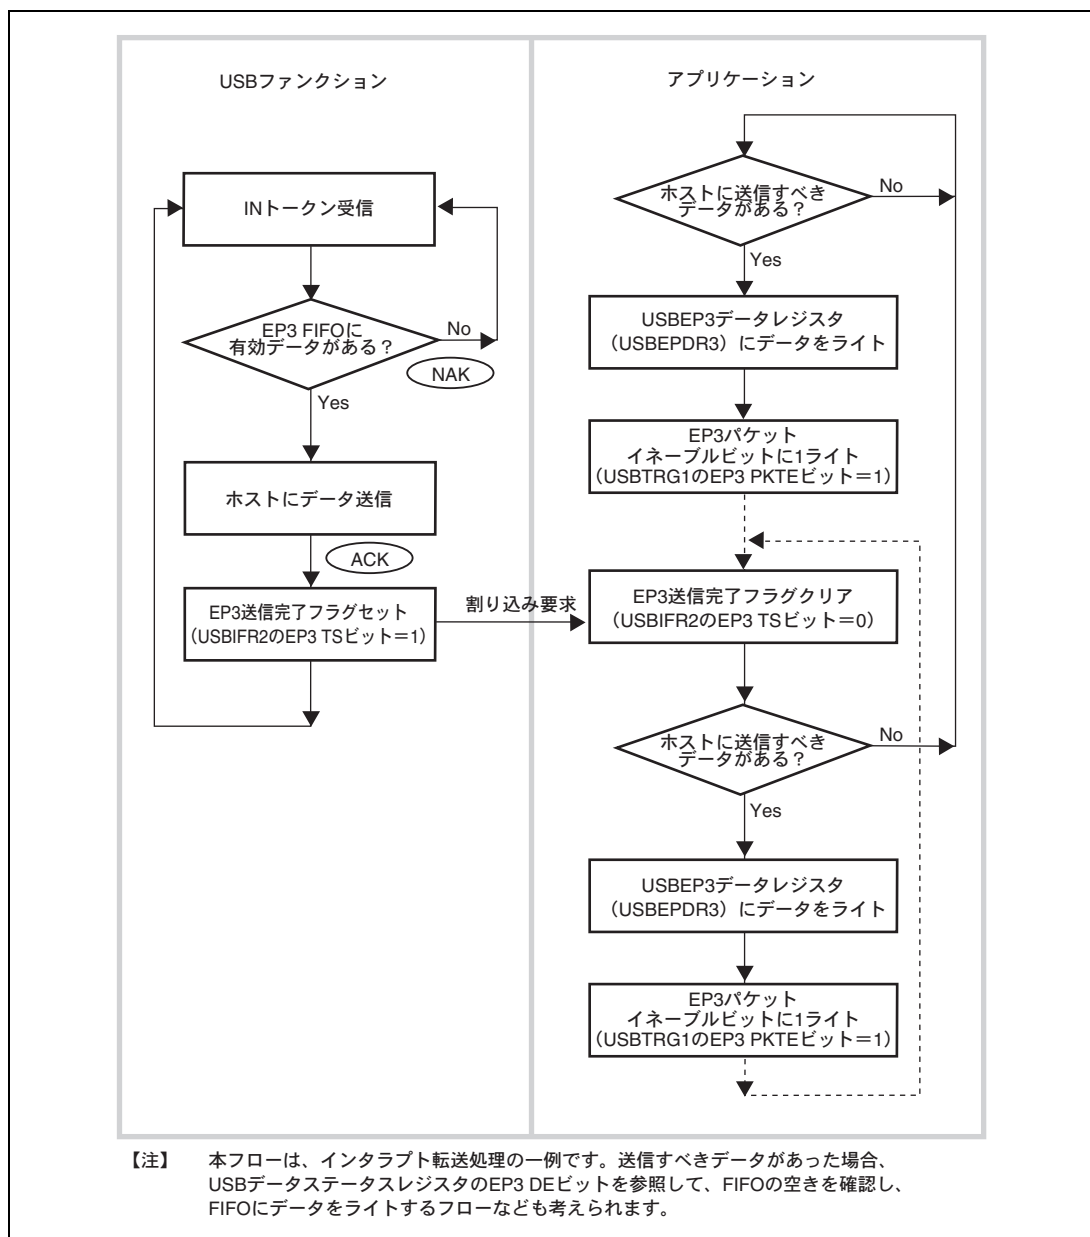 USBファンクション
INトークン受信
EP3 FIFOに
有効データがある？
No
NAK
Yes
ホストにデータ送信
ACK
EP3送信完了フラグセット
（USBIFR2のEP3 TSビット＝1）
割り込み要求
アプリケーション
ホストに送信すべき
データがある？
No
Yes
USBEP3データレジスタ
（USBEPDR3）にデータをライト
EP3パケット
イネーブルビットに1ライト
（USBTRG1のEP3 PKTEビット＝1）
EP3送信完了フラグクリア
（USBIFR2のEP3 TSビット＝0）
ホストに送信すべき
データがある？
No
Yes
USBEP3データレジスタ
（USBEPDR3）にデータをライト
EP3パケット
イネーブルビットに1ライト
（USBTRG1のEP3 PKTEビット＝1）
【注】 本フローは、インタラプト転送処理の一例です。送信すべきデータがあった場合、
USBデータステータスレジスタのEP3 DEビットを参照して、FIFOの空きを確認し、
FIFOにデータをライトするフローなども考えられます。